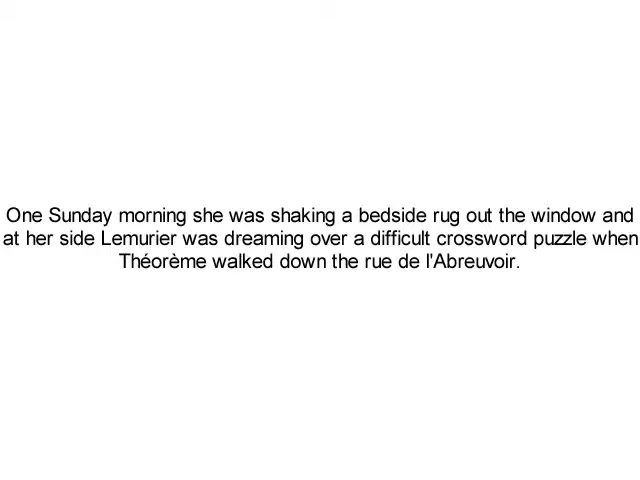 One Sunday morning she was shaking a bedside rug out the window and
at her side Lemurier was dreaming over a difficult crossword puzzle when
Théorème walked down the rue de l'Abreuvoir.